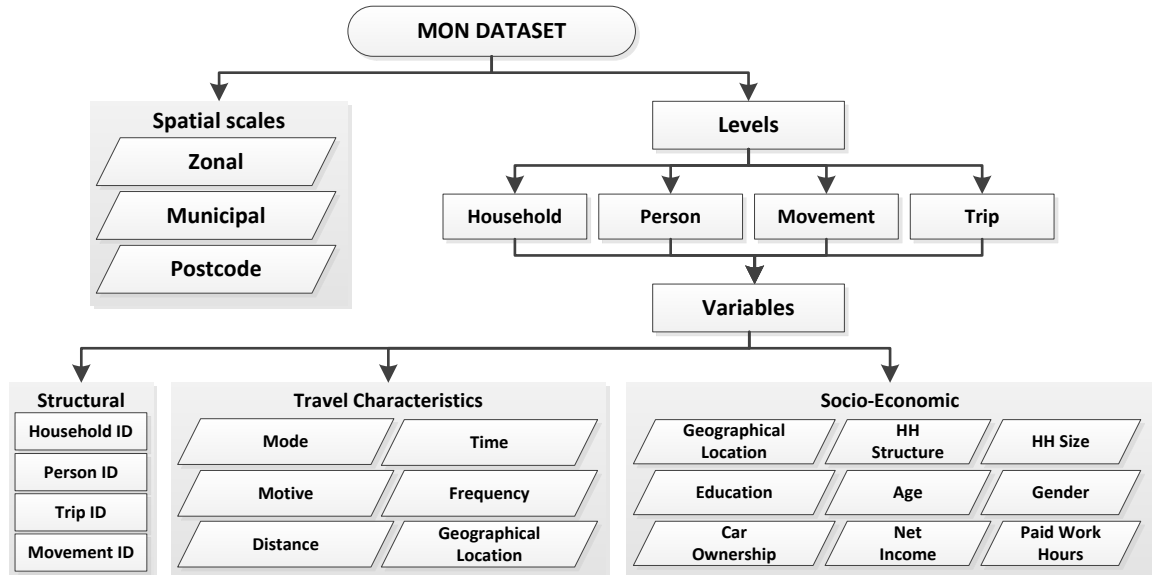 MON DATASET
Spatial scales
Zonal
Municipal
Postcode
Levels
Household
Person
Movement
Trip
Variables
Structural
Household ID
Person ID
Trip ID
Movement ID
Travel Characteristics
Mode
Time
Motive
Frequency
Distance
Geographical
Location
Socio-Economic
Geographical
Location
HH
Structure
HH Size
Education
Age
Gender
Car
Ownership
Net
Income
Paid Work
Hours